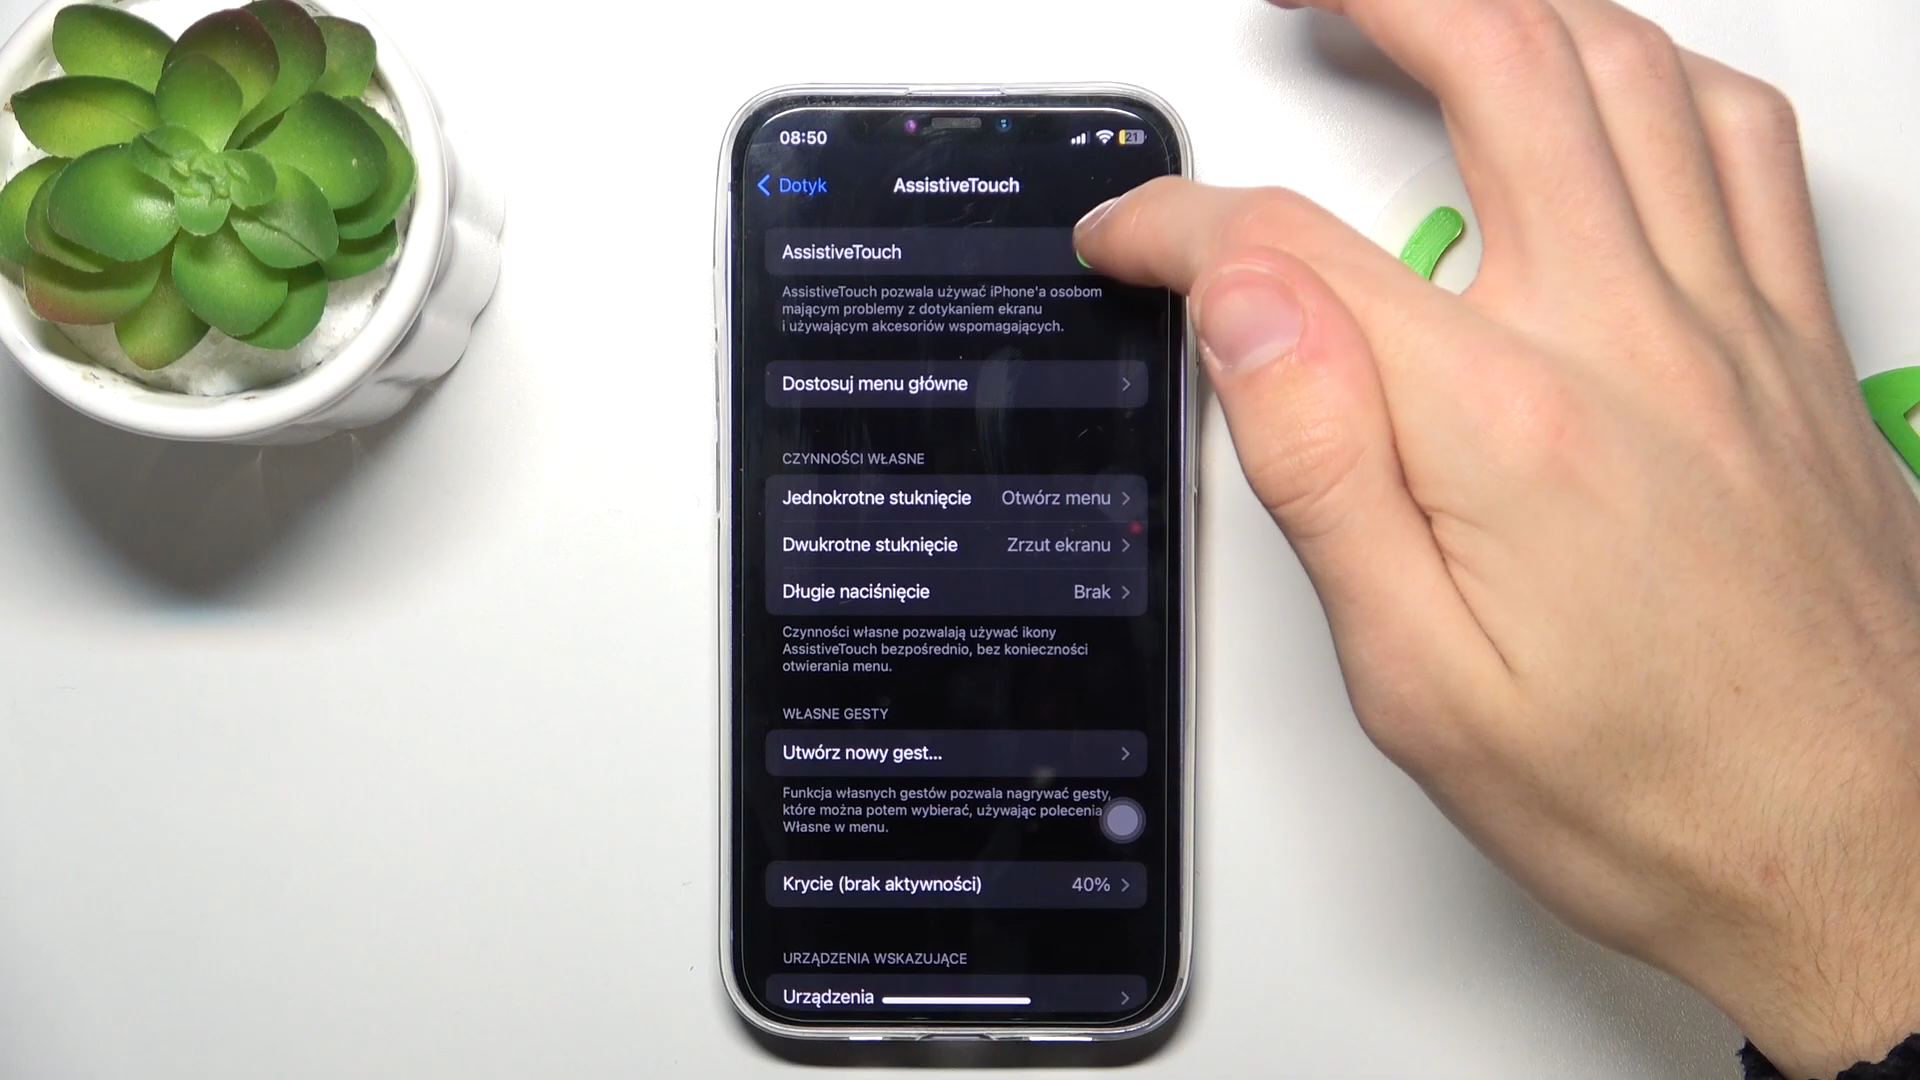 08:50
21
Dotyk
AssistiveTouch
AssistiveTouch
AssistiveTouch pozwala używać iPhone'a osobom
mającym problemy z dotykaniem ekranu
i używającym akcesoriów wspomagających.
Dostosuj menu główne
CZYNNOŚCI WŁASNE
Jednokrotne stuknięcie Otwórz menu
Dwukrotne stuknięcie Zrzut ekranu
Długie naciśnięcie Brak
Czynności własne pozwalają używać ikony
AssistiveTouch bezpośrednio, bez konieczności
otwierania menu.
WŁASNE GESTY
Utwórz nowy gest...
Funkcja własnych gestów pozwala nagrywać gesty,
które można potem wybierać, używając polecenia
Własne w menu.
Krycie (brak aktywności) 40%
URZĄDZENIA WSKAZUJĄCE
Urządzenia